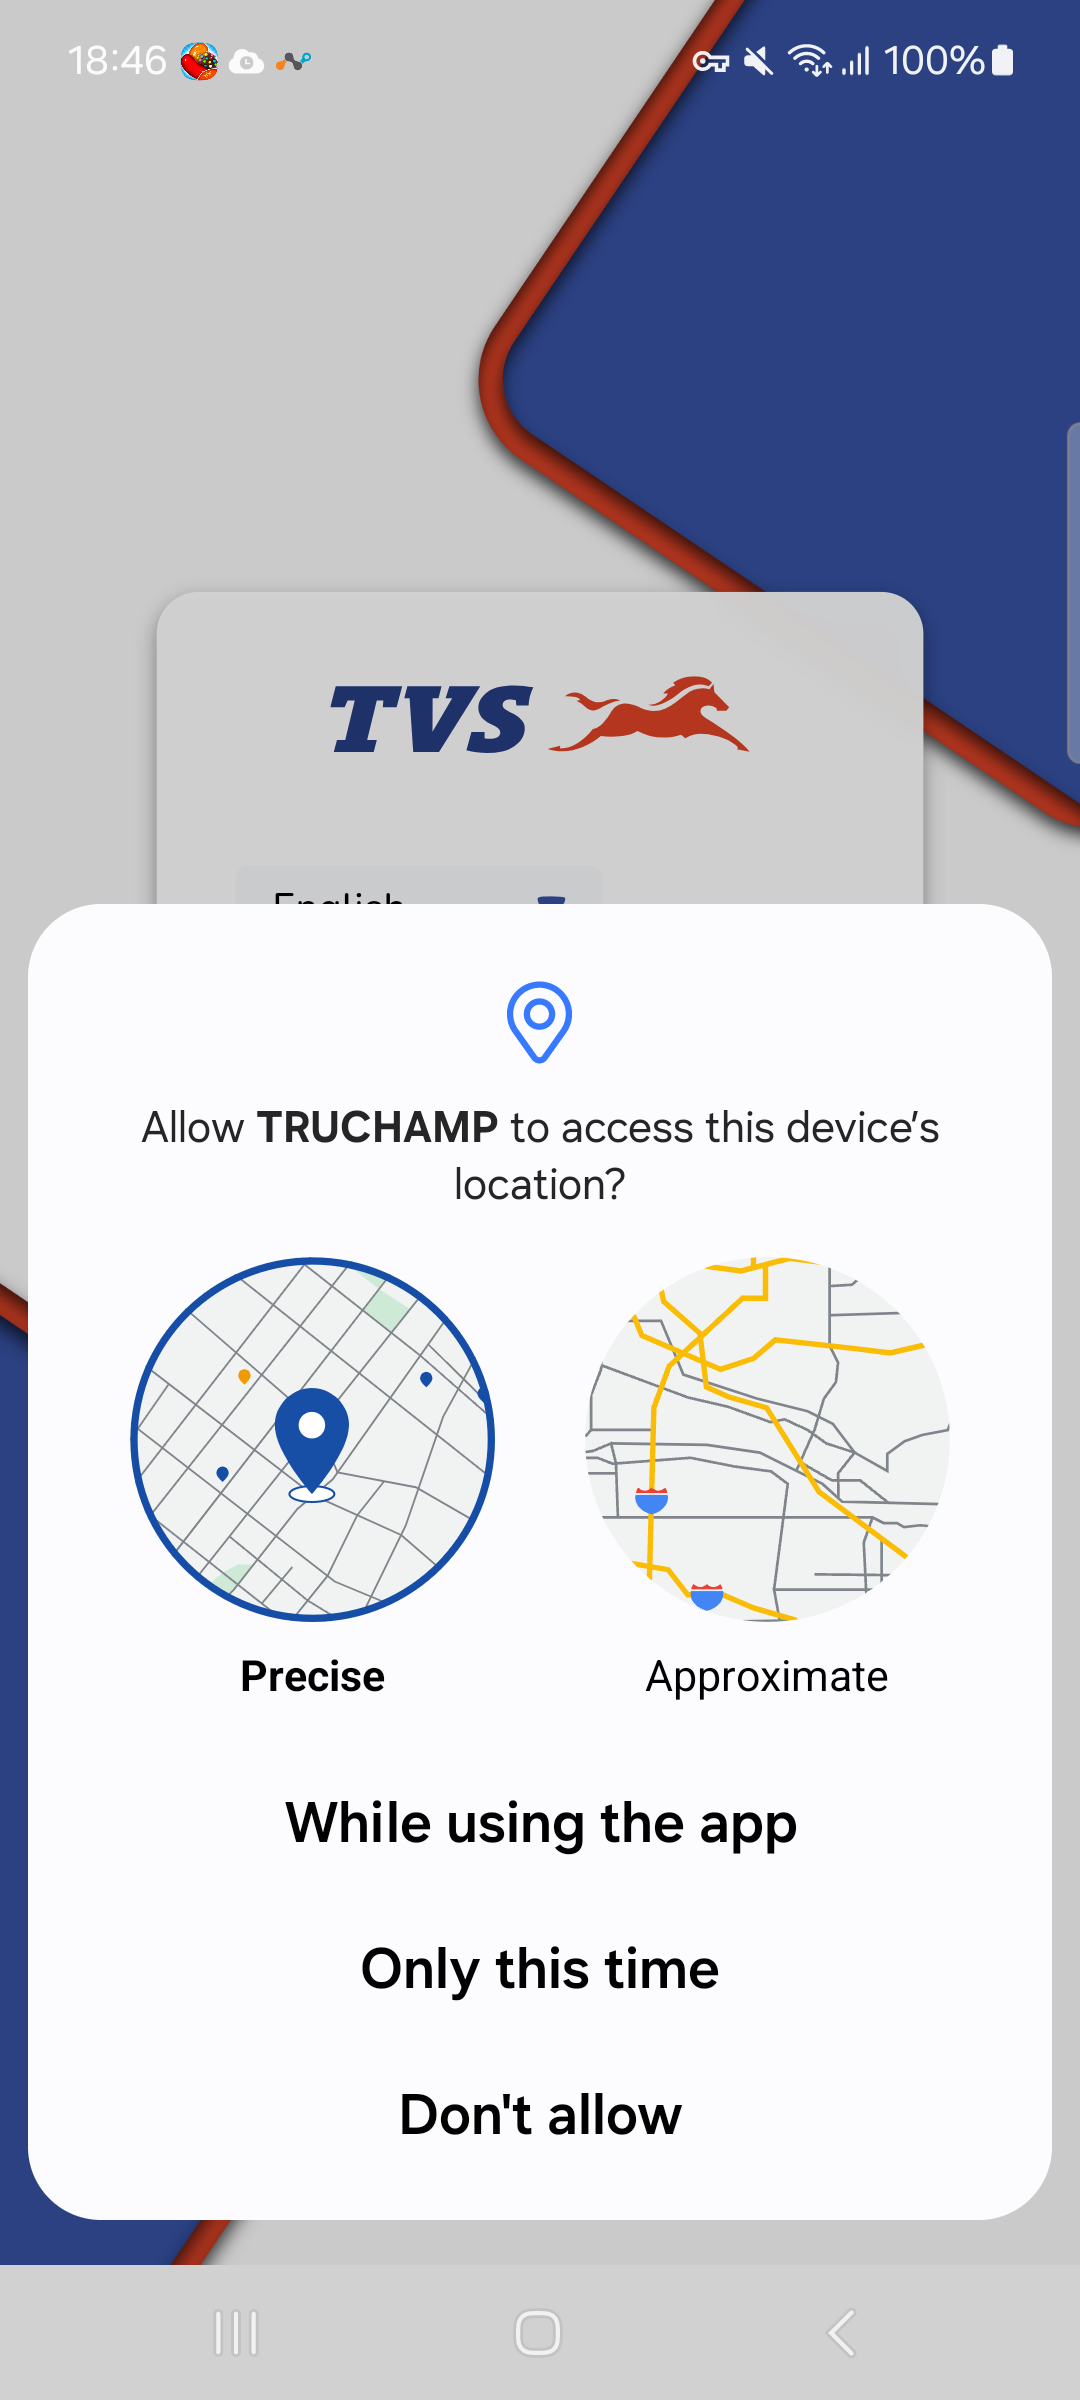 18:46
100%
TVS
English
Allow TRUCHAMP to access this device's
location?
Precise
Approximate
While using the app
Only this time
Don't allow